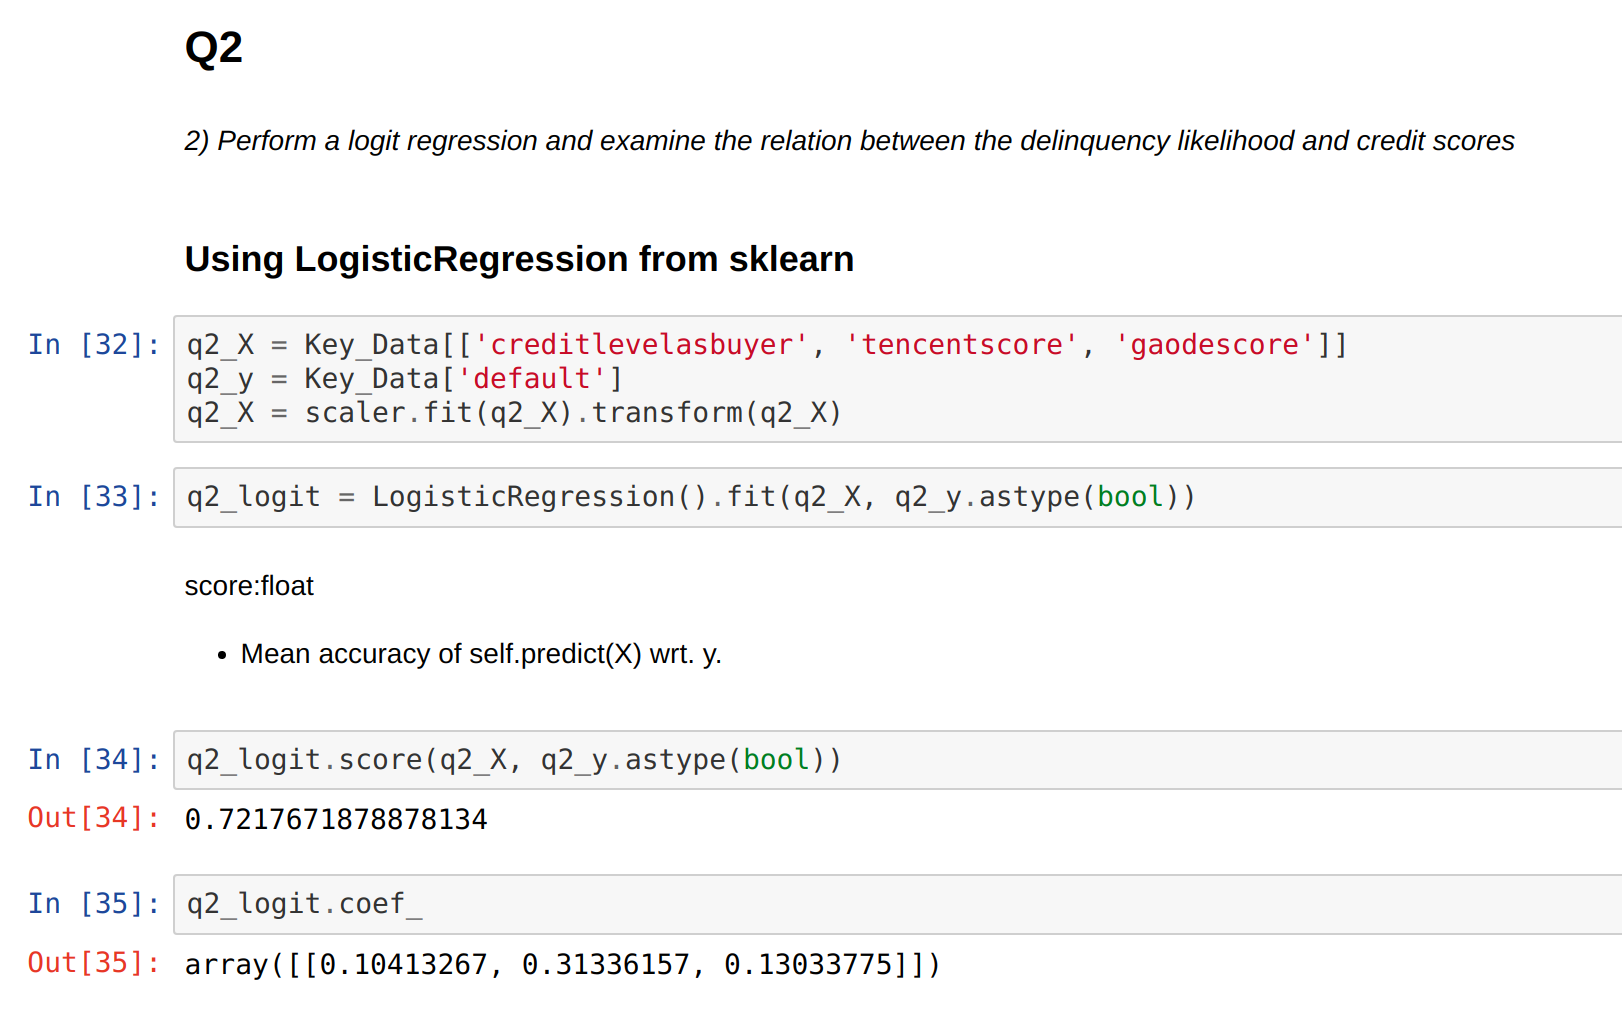 Q2
2) Perform a logit regression and examine the relation between the delinquency likelihood and credit scores
Using LogisticRegression from sklearn
In [32]: q2_X = Key_Data[['creditlevelasbuyer', 'tencentscore', 'gaodescore']]
q2_y = Key_Data['default']
q2_X = scaler.fit(q2_X).transform(q2_X)
In [33]: q2_logit = LogisticRegression().fit(q2_X, q2_y.astype(bool))
score:float
• Mean accuracy of self.predict(X) wrt. y.
In [34]: q2_logit.score(q2_X, q2_y.astype(bool))
Out[34]: 0.7217671878878134
In [35]: q2_logit.coef_
Out[35]: array([[0.10413267, 0.31336157, 0.13033775]])